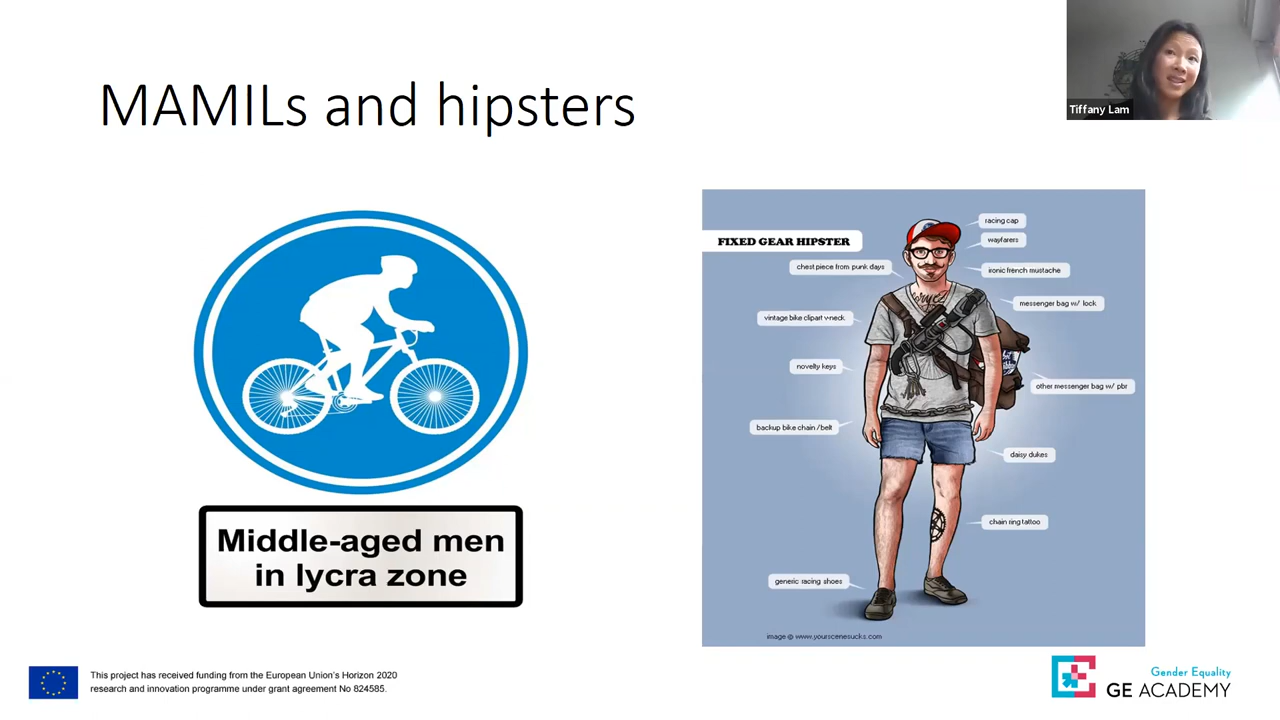 MAMILs and hipsters
Tiffany Lam
Middle-aged men
in lycra zone
FIXED GEAR HIPSTER
racing cap
wayfarers
chest piece from punk days
ironic french mustache
messenger bag w/ lock
vintage bike clipart v-neck
novelty keys
other messenger bag w/ pbr
backup bike chain /belt
daisy dukes
chain ring tattoo
generic racing shoes
image @ www.yourscenesucks.com
This project has received funding from the European Union's Horizon 2020
research and innovation programme under grant agreement No 824585.
Gender Equality
GE ACADEMY